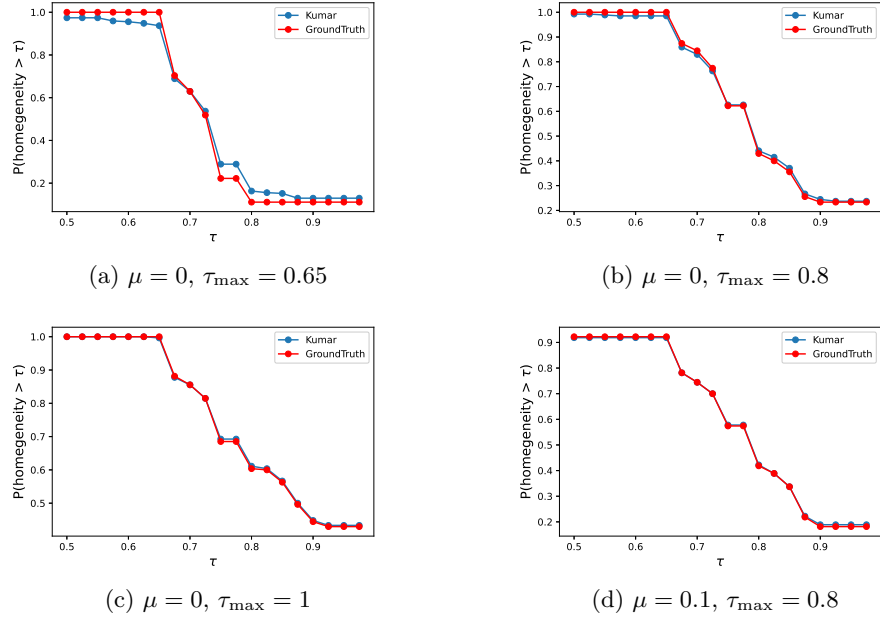 Kumar
GroundTruth
P(homegeneity > τ)
1.0
0.8
0.6
0.4
0.2
0.5 0.6 0.7 0.8 0.9
τ
(a) μ = 0, τmax = 0.65
Kumar
GroundTruth
P(homegeneity > τ)
1.0
0.9
0.8
0.7
0.6
0.5
0.4
0.3
0.2
0.5 0.6 0.7 0.8 0.9
τ
(b) μ = 0, τmax = 0.8
Kumar
GroundTruth
P(homegeneity > τ)
1.0
0.9
0.8
0.7
0.6
0.5
0.5 0.6 0.7 0.8 0.9
τ
(c) μ = 0, τmax = 1
Kumar
GroundTruth
P(homegeneity > τ)
0.9
0.8
0.7
0.6
0.5
0.4
0.3
0.2
0.5 0.6 0.7 0.8 0.9
τ
(d) μ = 0.1, τmax = 0.8